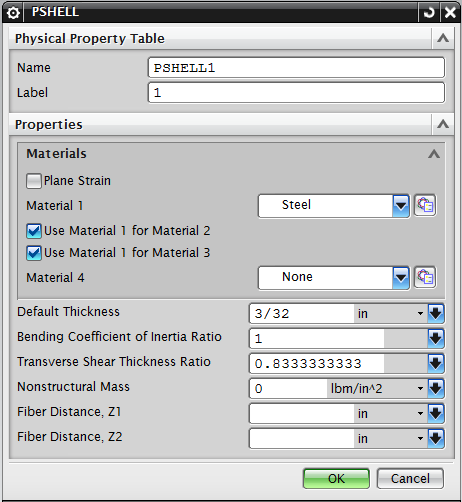 PSHELL
Physical Property Table
Name PSHELL1
Label 1
Properties
Materials
Plane Strain
Material 1 Steel
Use Material 1 for Material 2
Use Material 1 for Material 3
Material 4 None
Default Thickness 3/32 in
Bending Coefficient of Inertia Ratio 1
Transverse Shear Thickness Ratio 0.8333333333
Nonstructural Mass 0 lbm/in^2
Fiber Distance, Z1 in
Fiber Distance, Z2 in
OK Cancel